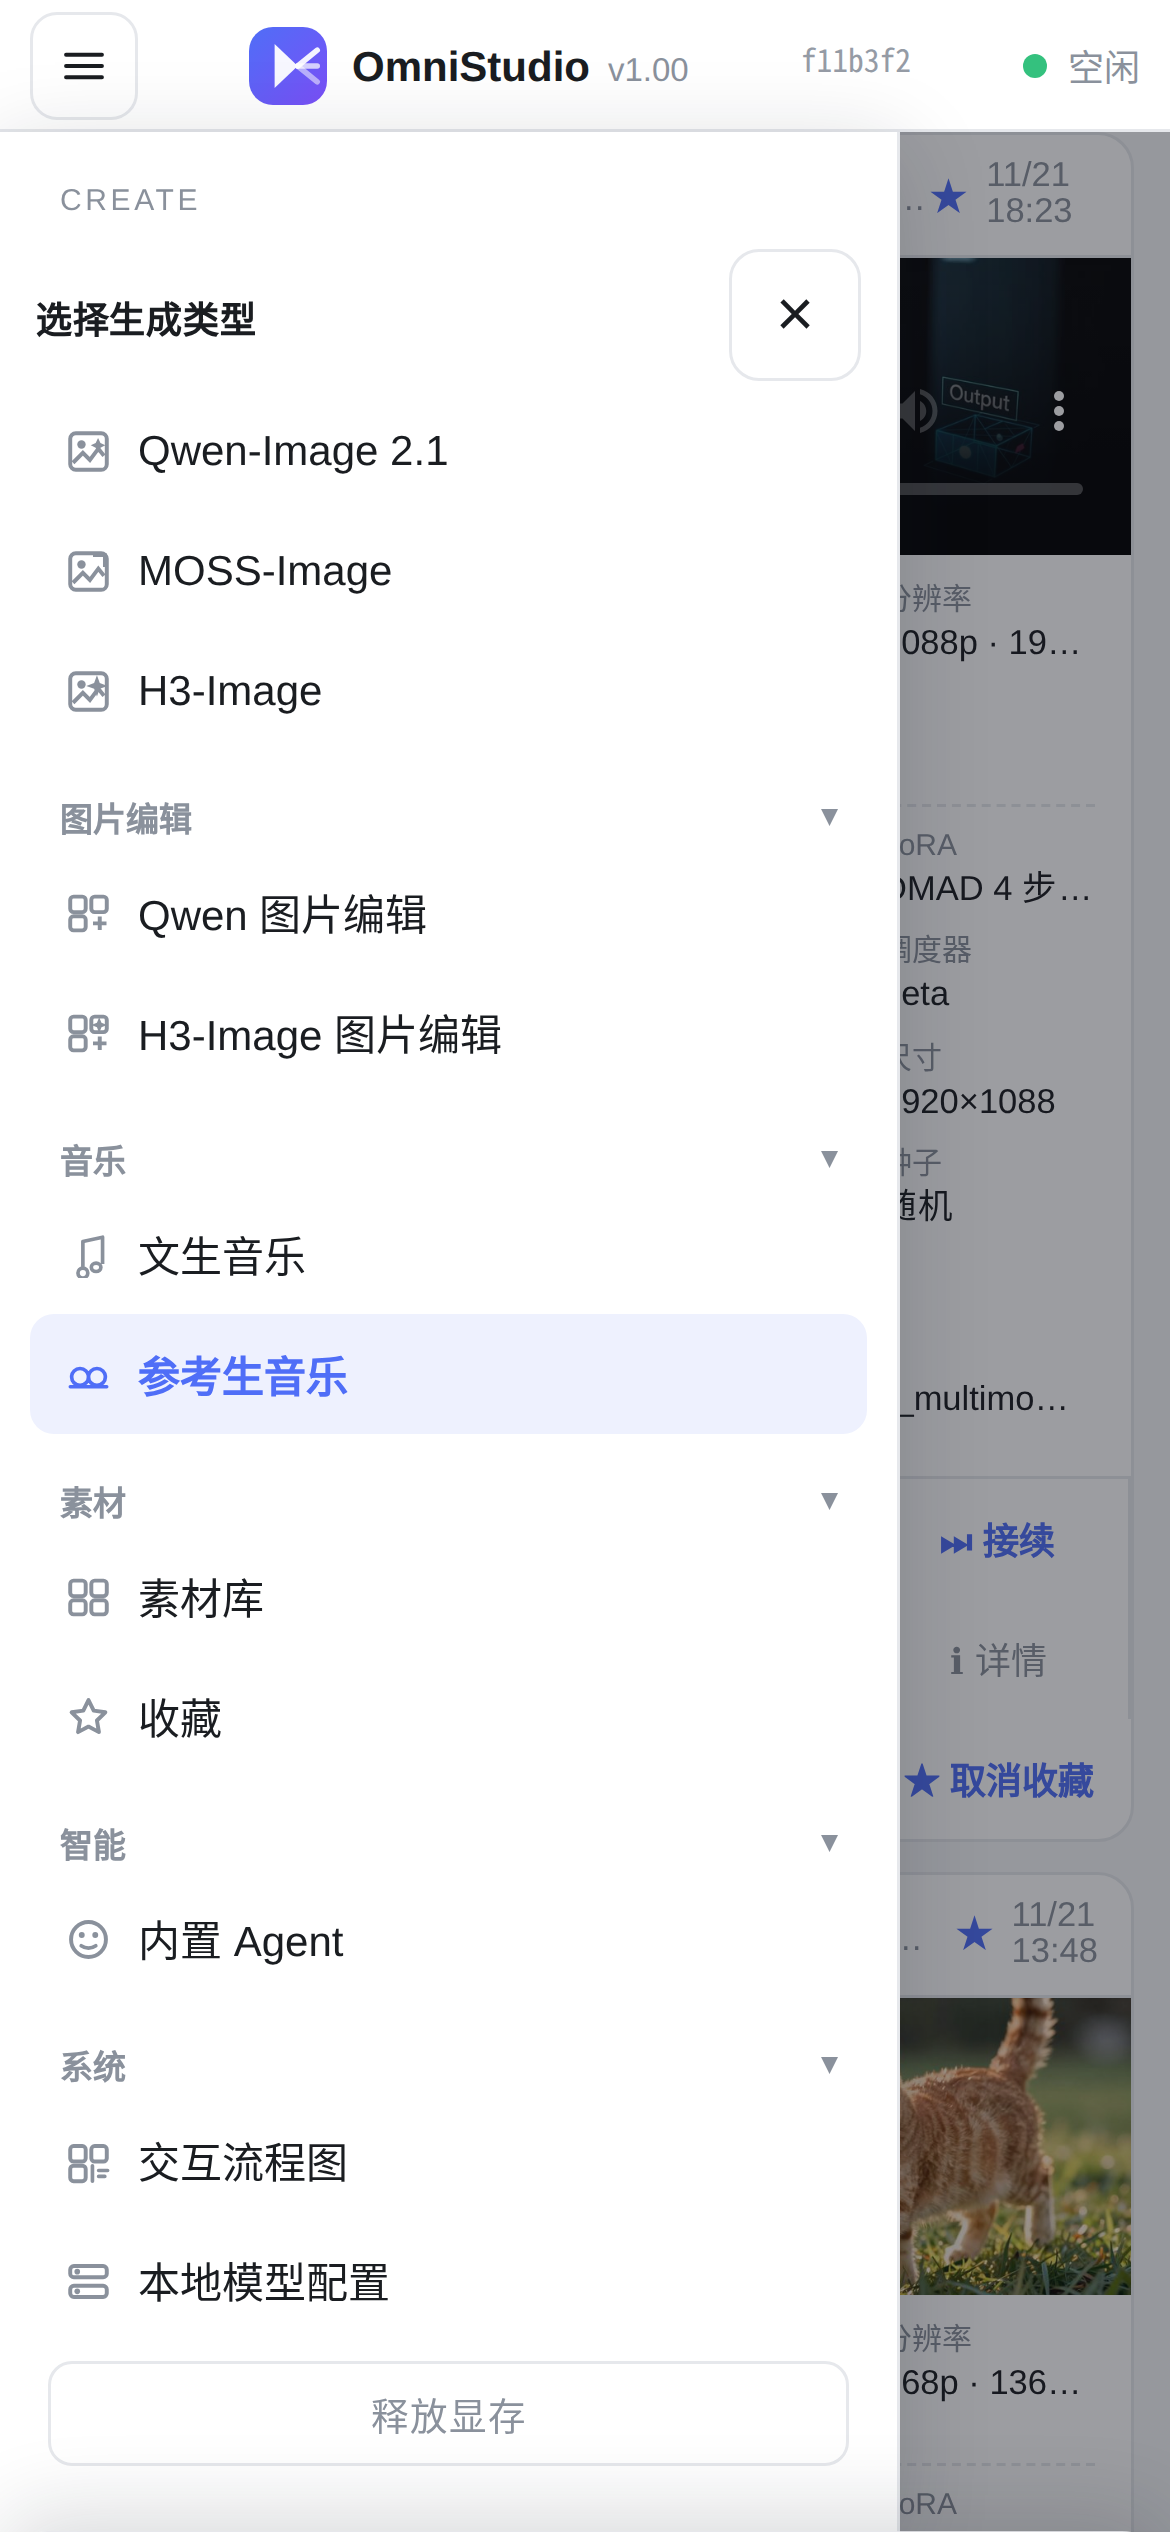 OmniStudio v1.00
f11b3f2
空闲
CREATE
选择生成类型
Qwen-Image 2.1
MOSS-Image
H3-Image
图片编辑
Qwen 图片编辑
H3-Image 图片编辑
音乐
文生音乐
参考生音乐
素材
素材库
收藏
智能
内置 Agent
系统
交互流程图
本地模型配置
释放显存
..
11/21
18:23
Output
辨率
088p · 19…
oRA
OMAD 4 步…
度器
eta
寸
920×1088
子
随机
_multimo…
接续
详情
取消收藏
..
11/21
13:48
辨率
68p · 136…
oRA